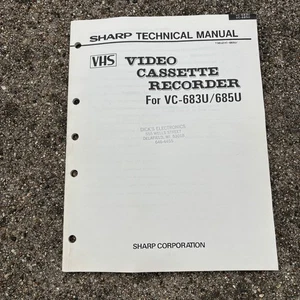 SHARP TECHNICAL MANUAL
VHS VIDEO
CASSETTE
RECORDER
For VC-683U/685U
SHARP CORPORATION